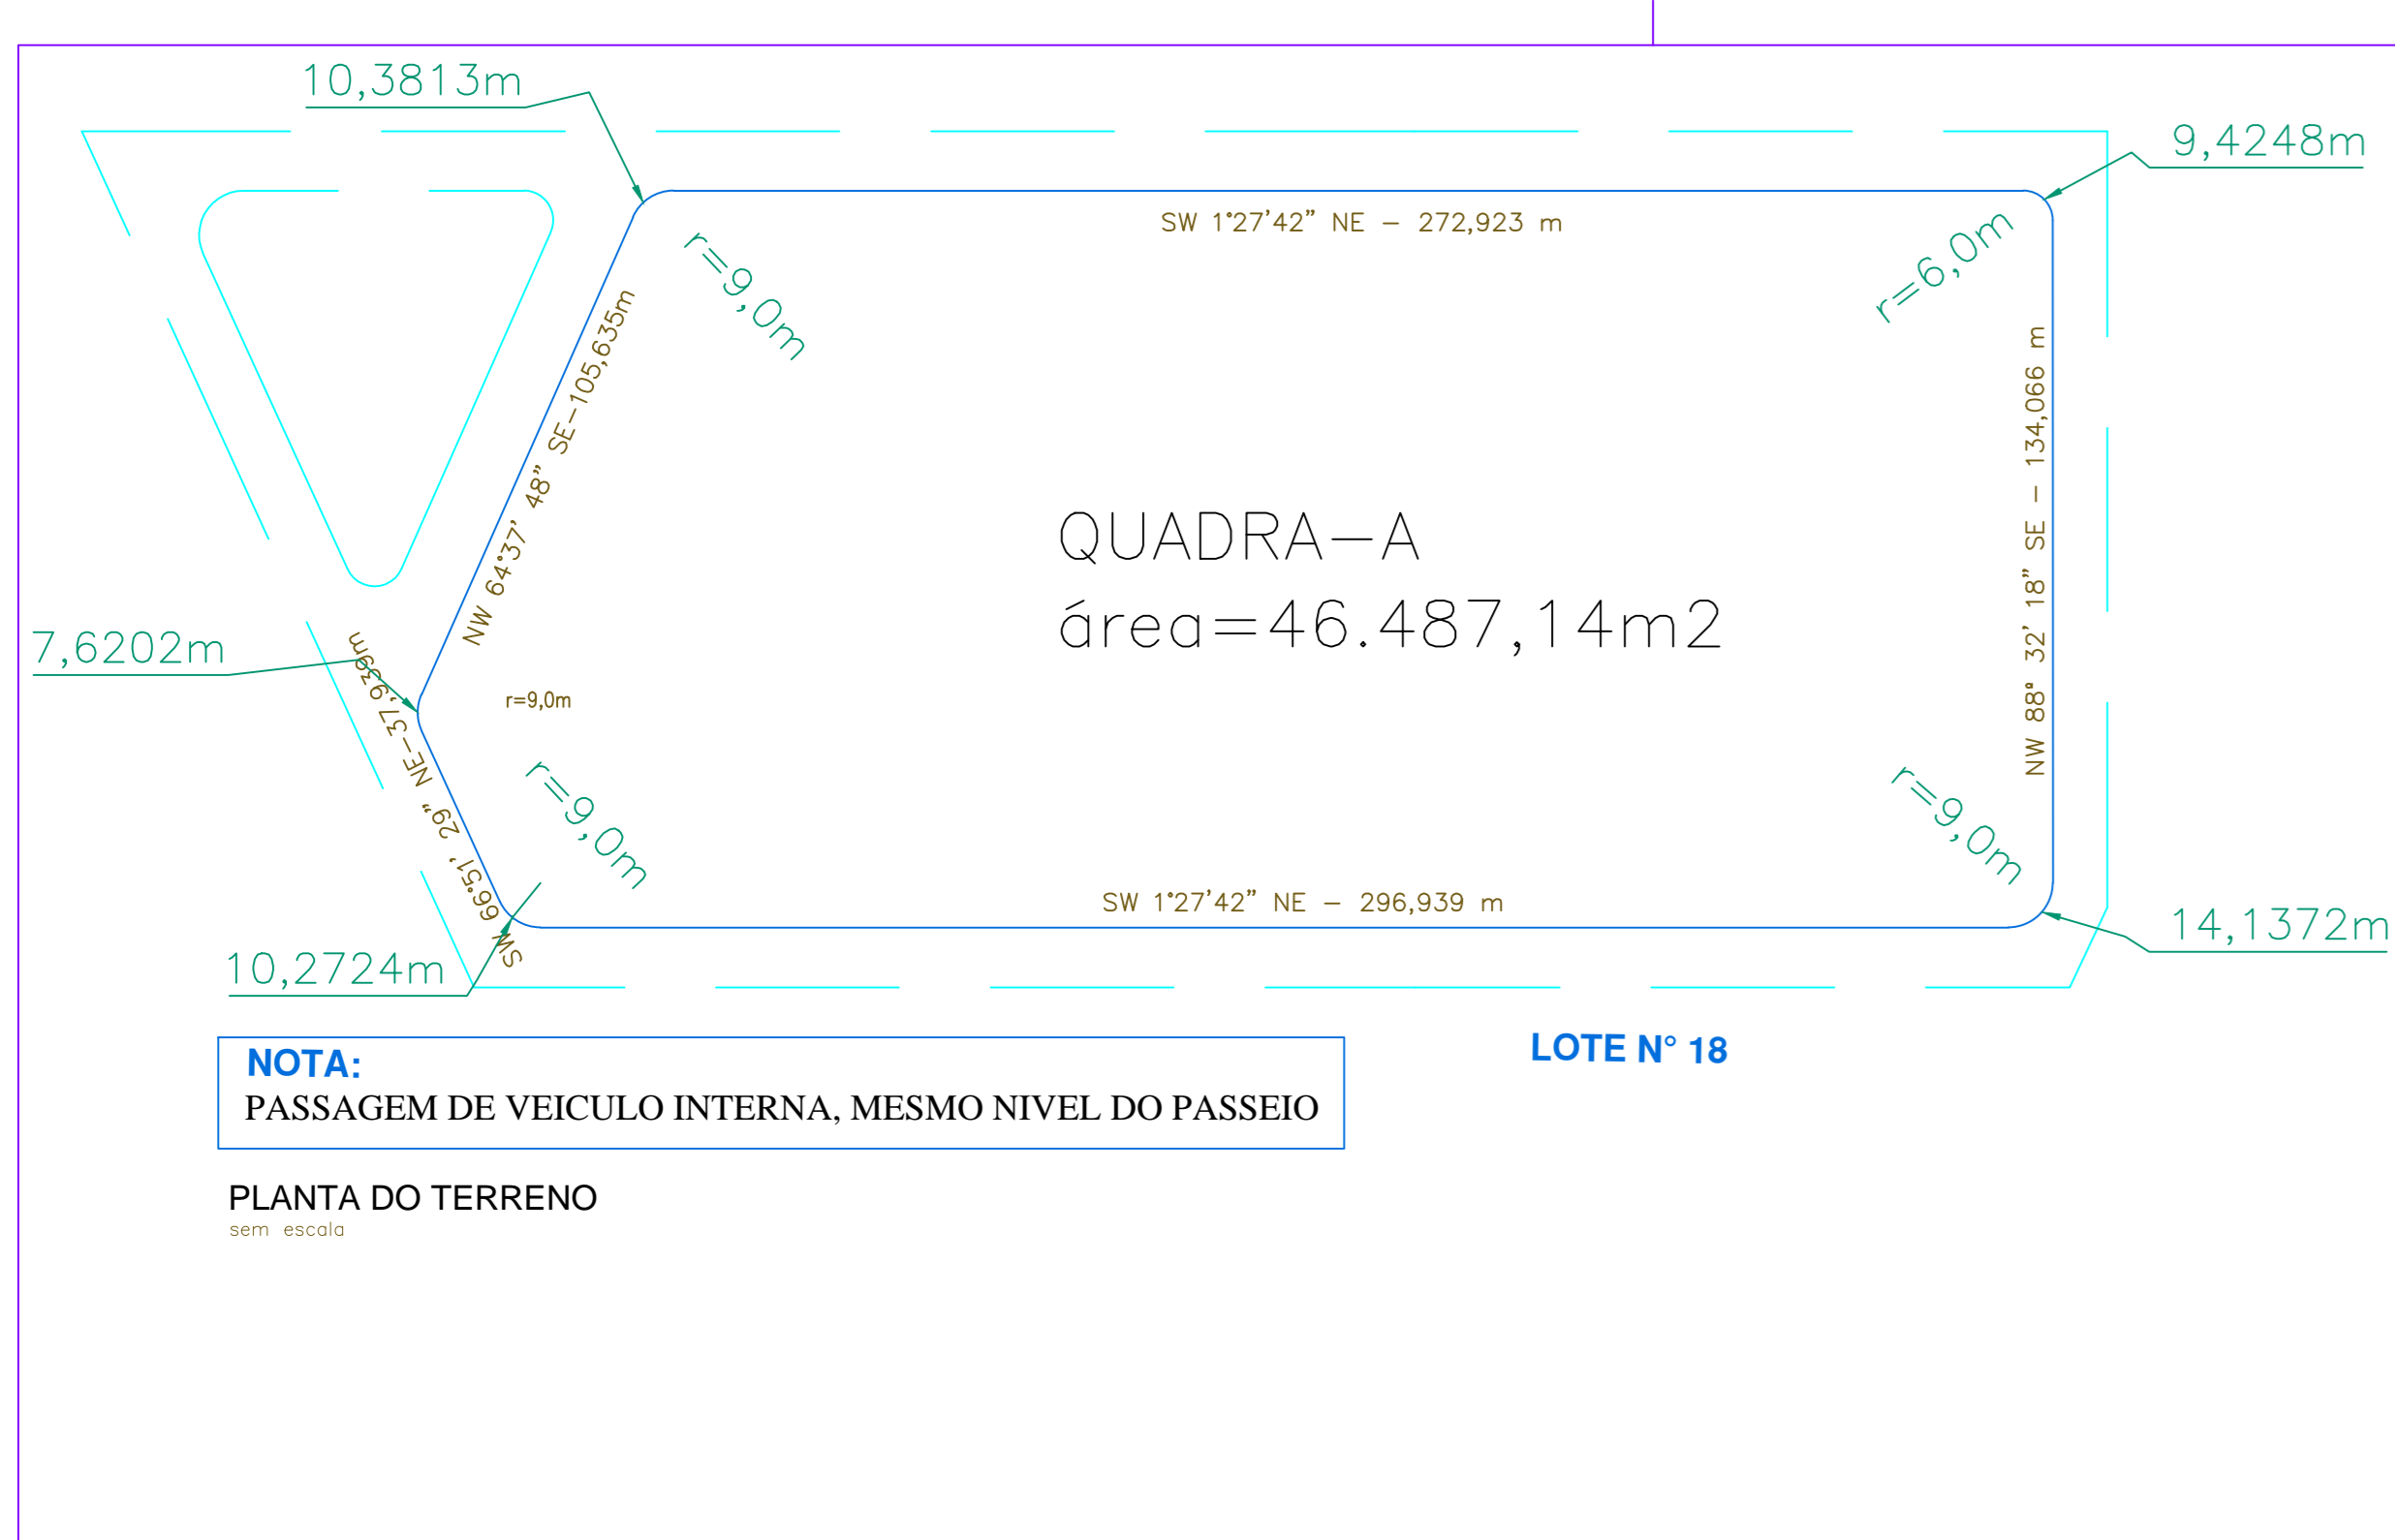 10,3813m
9,4248m
SW 1°27'42" NE - 272,923 m
r=9,0m
r=6,0m
NW 64°37' 48" SE-105,635m
NW 88° 32' 18" SE - 134,066 m
QUADRA-A
área=46.487,14m2
7,6202m
r=9,0m
SW 66°51' 29" NE-37,936m
r=9,0m
r=9,0m
SW 1°27'42" NE - 296,939 m
14,1372m
10,2724m
NOTA:
PASSAGEM DE VEICULO INTERNA, MESMO NIVEL DO PASSEIO
LOTE N° 18
PLANTA DO TERRENO
sem escala